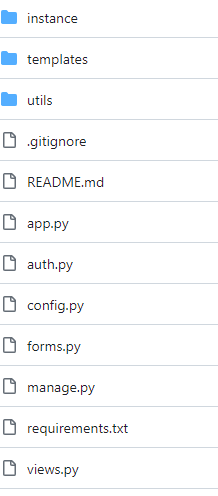 instance
templates
utils
.gitignore
README.md
app.py
auth.py
config.py
forms.py
manage.py
requirements.txt
views.py